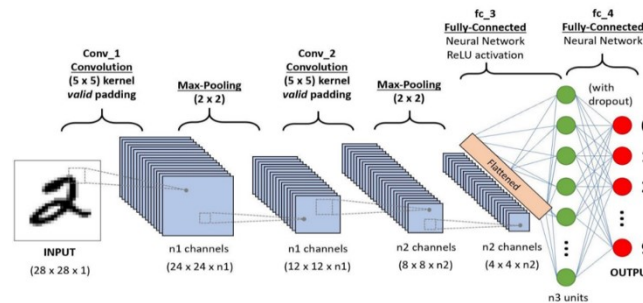 fc_3
Fully-Connected
Neural Network
ReLU activation
fc_4
Fully-Connected
Neural Network
Conv_1
Convolution
(5 x 5) kernel
valid padding
Max-Pooling
(2 x 2)
Conv_2
Convolution
(5 x 5) kernel
valid padding
Max-Pooling
(2 x 2)
(with
dropout)
Flattened
2
INPUT
(28 x 28 x 1)
n1 channels
(24 x 24 x n1)
n1 channels
(12 x 12 x n1)
n2 channels
(8 x 8 x n2)
n2 channels
(4 x 4 x n2)
n3 units